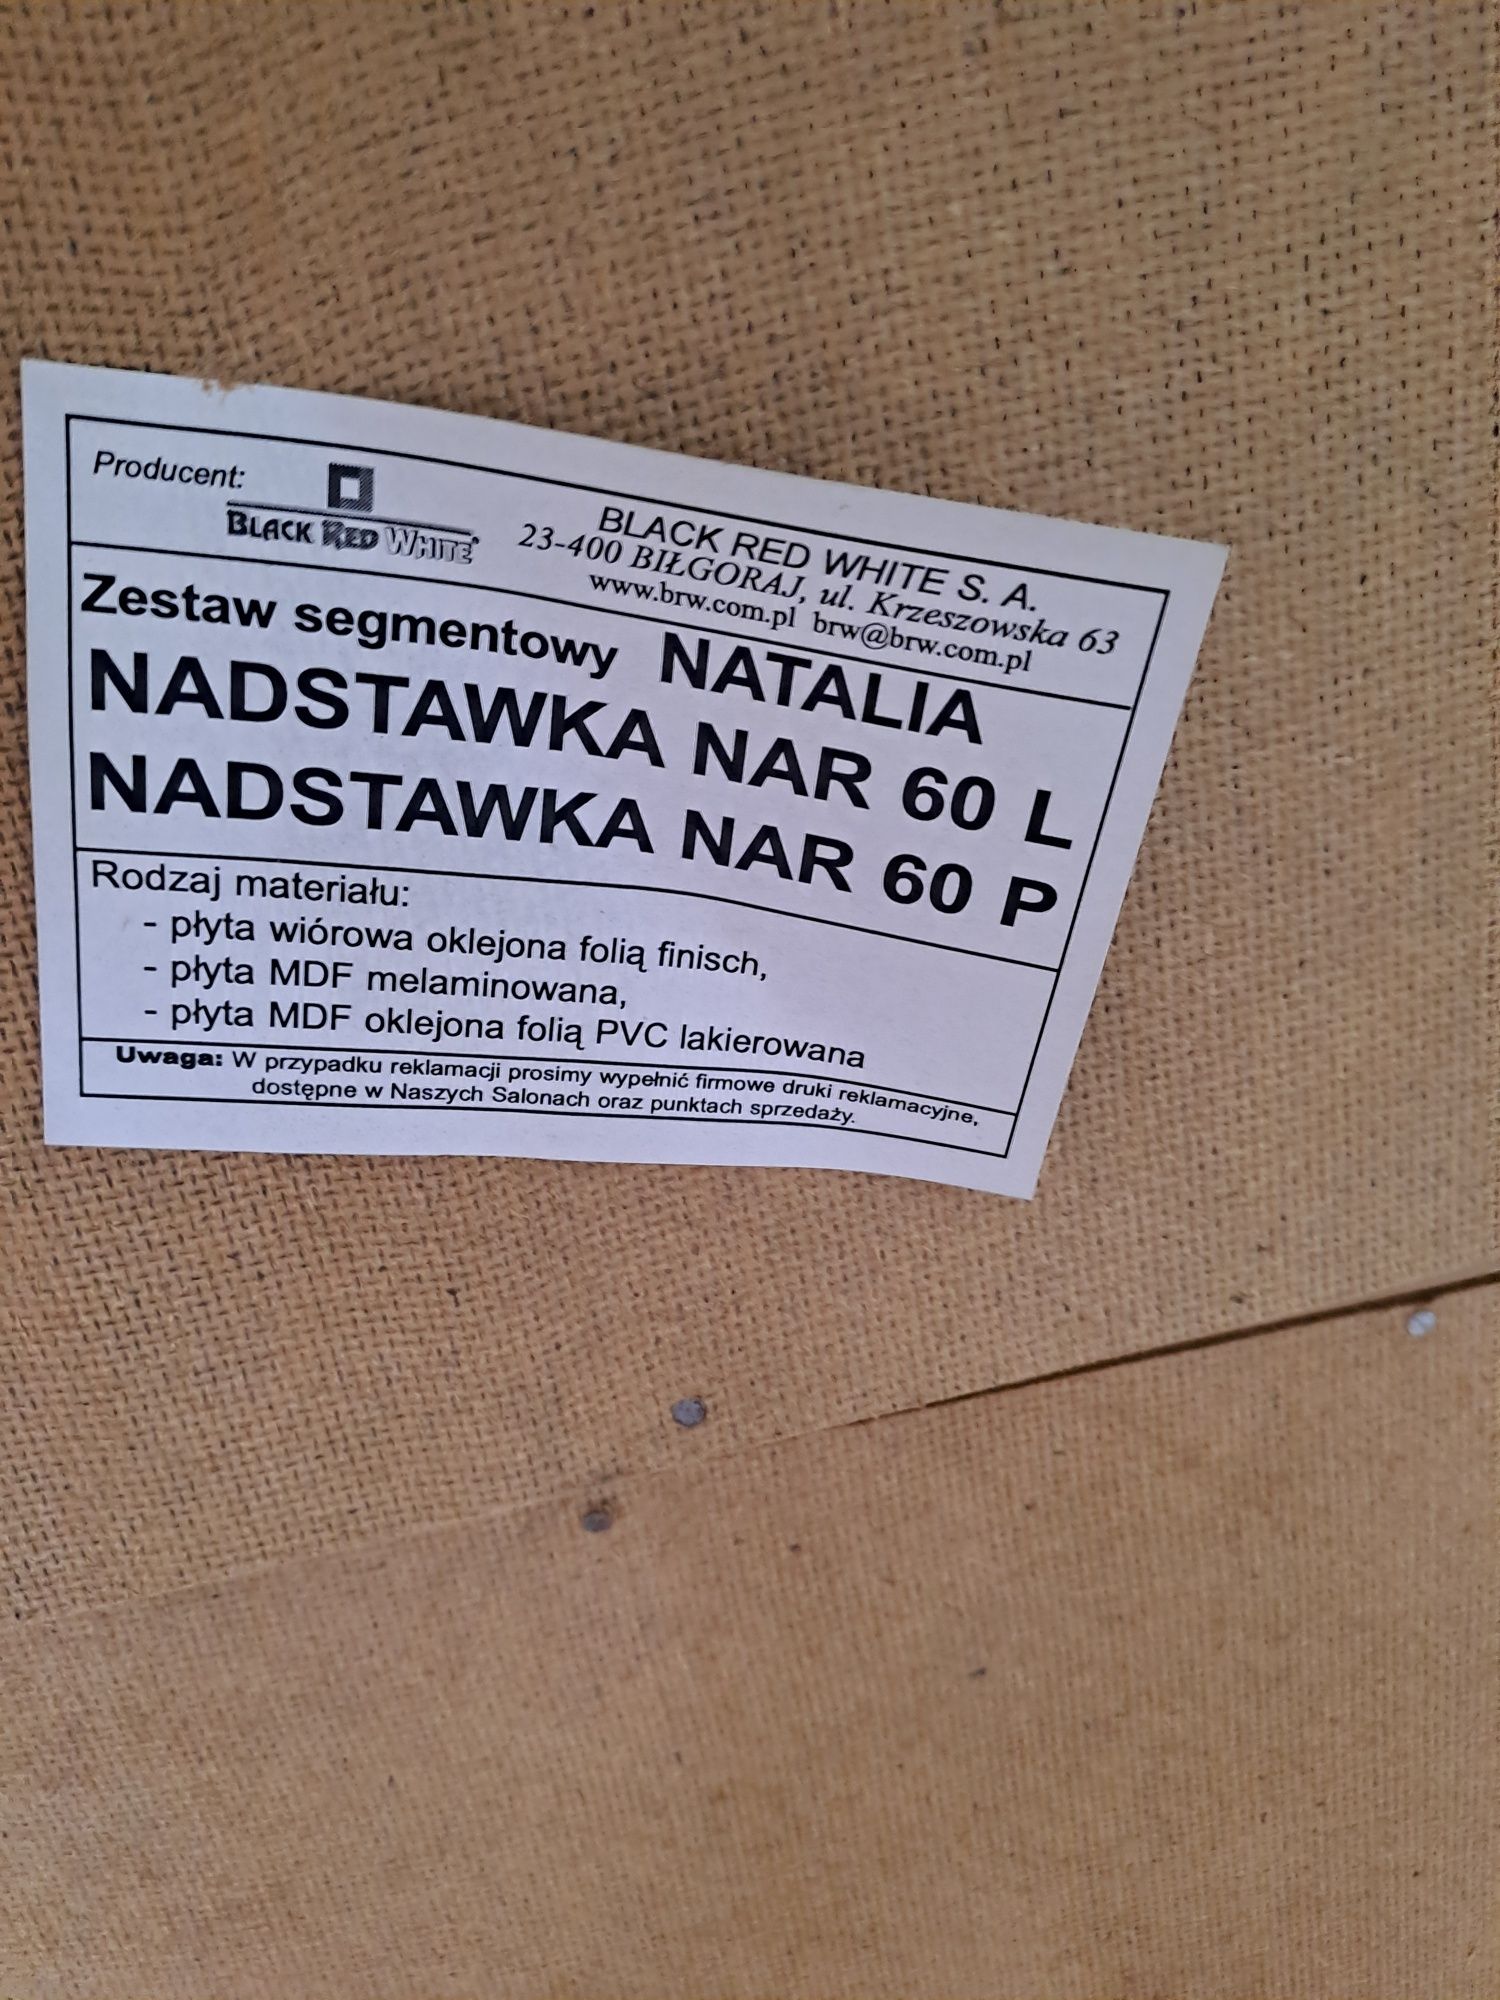 Producent:
BLACK RED WHITE
BLACK RED WHITE S. A.
23-400 BIŁGORAJ, ul. Krzeszowska 63
www.brw.com.pl brw@brw.com.pl
Zestaw segmentowy NATALIA
NADSTAWKA NAR 60 L
NADSTAWKA NAR 60 P
Rodzaj materiału:
- płyta wiórowa oklejona folią finisch,
- płyta MDF melaminowana,
- płyta MDF oklejona folią PVC lakierowana
Uwaga: W przypadku reklamacji prosimy wypełnić firmowe druki reklamacyjne,
dostępne w Naszych Salonach oraz punktach sprzedaży.